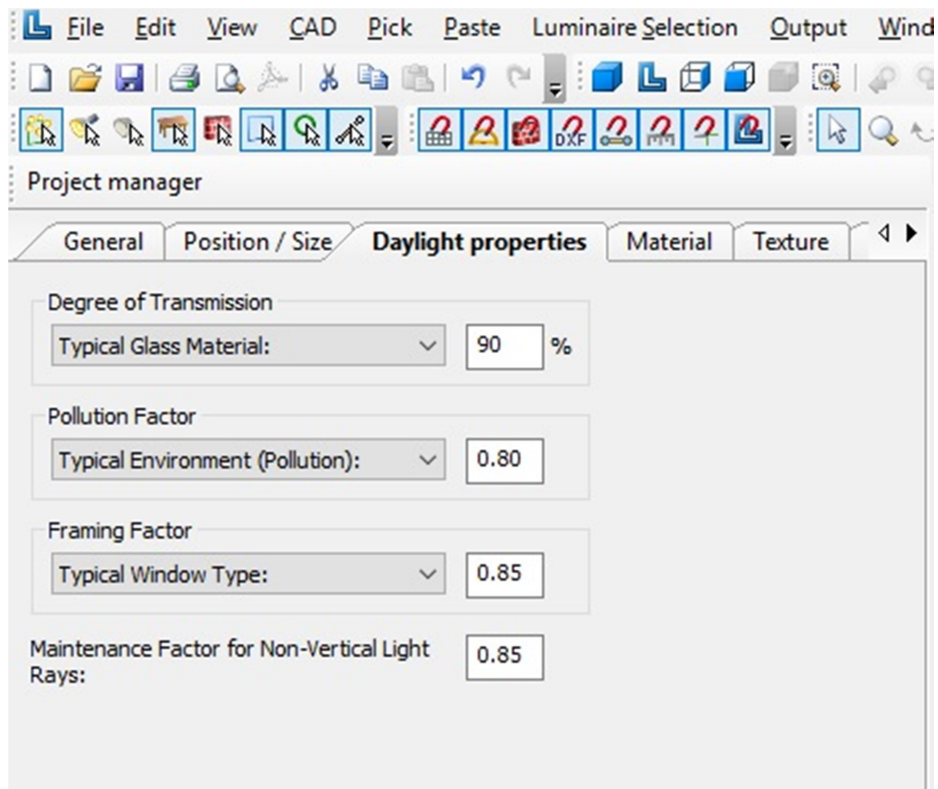 File Edit View CAD Pick Paste Luminaire Selection Output Wind
DXF
Project manager
General Position / Size Daylight properties Material Texture
Degree of Transmission
Typical Glass Material: 90 %
Pollution Factor
Typical Environment (Pollution): 0.80
Framing Factor
Typical Window Type: 0.85
Maintenance Factor for Non-Vertical Light 0.85
Rays: